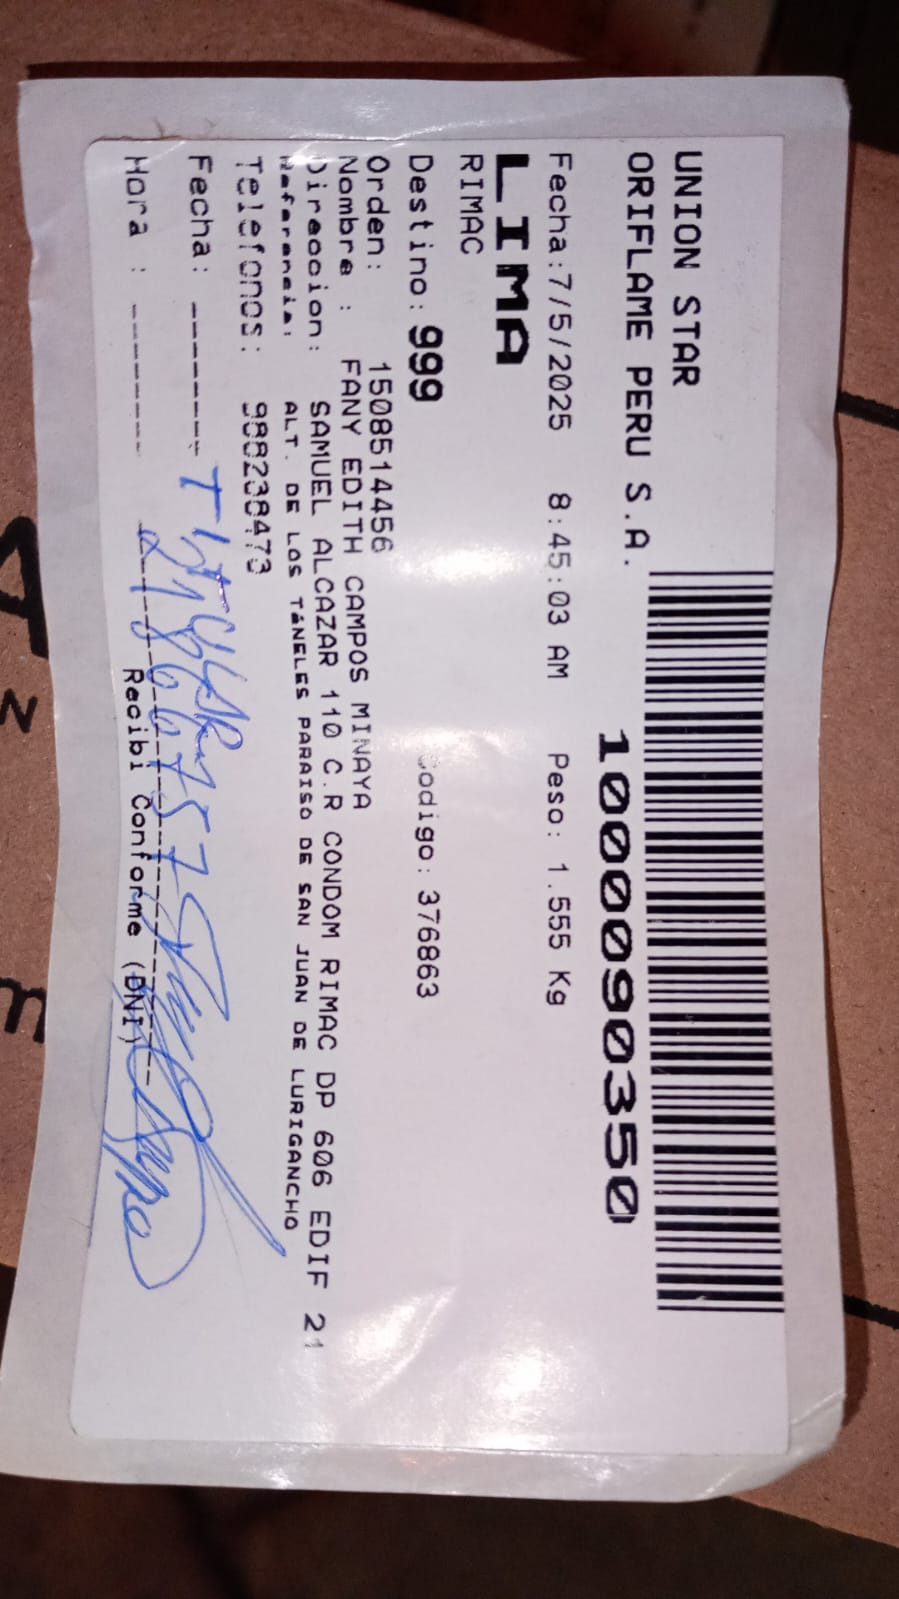 UNION STAR
ORIFLAME PERU S.A.
1000090350
Fecha:7/5/2025 8:45:03 AM Peso: 1.555 Kg
LIMA
RIMAC
Destino: 999 Codigo: 376863
Orden: 1508514456
Nombre : FANY EDITH CAMPOS MINAYA
Direccion: SAMUEL ALCAZAR 110 C.R CONDOM RIMAC DP 606 EDIF 21
Referencia: ALT. DE LOS TÚNELES PARAISO DE SAN JUAN DE LURIGANCHO
Telefonos: 988238473
Fecha:
Hora :
Recibi Conforme (DNI)